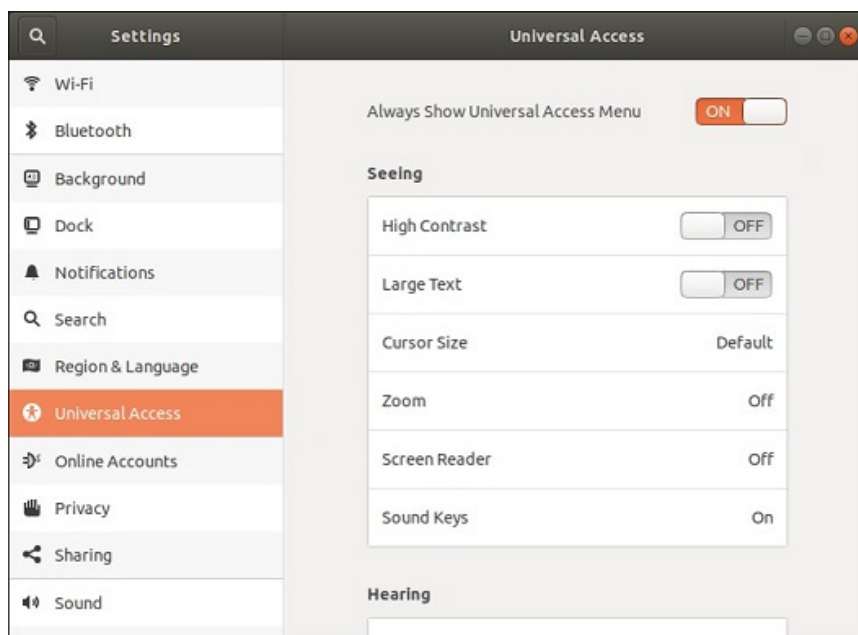 Settings
Universal Access
Wi-Fi
Bluetooth
Background
Dock
Notifications
Search
Region & Language
Universal Access
Online Accounts
Privacy
Sharing
Sound
Always Show Universal Access Menu ON
Seeing
High Contrast OFF
Large Text OFF
Cursor Size Default
Zoom Off
Screen Reader Off
Sound Keys On
Hearing